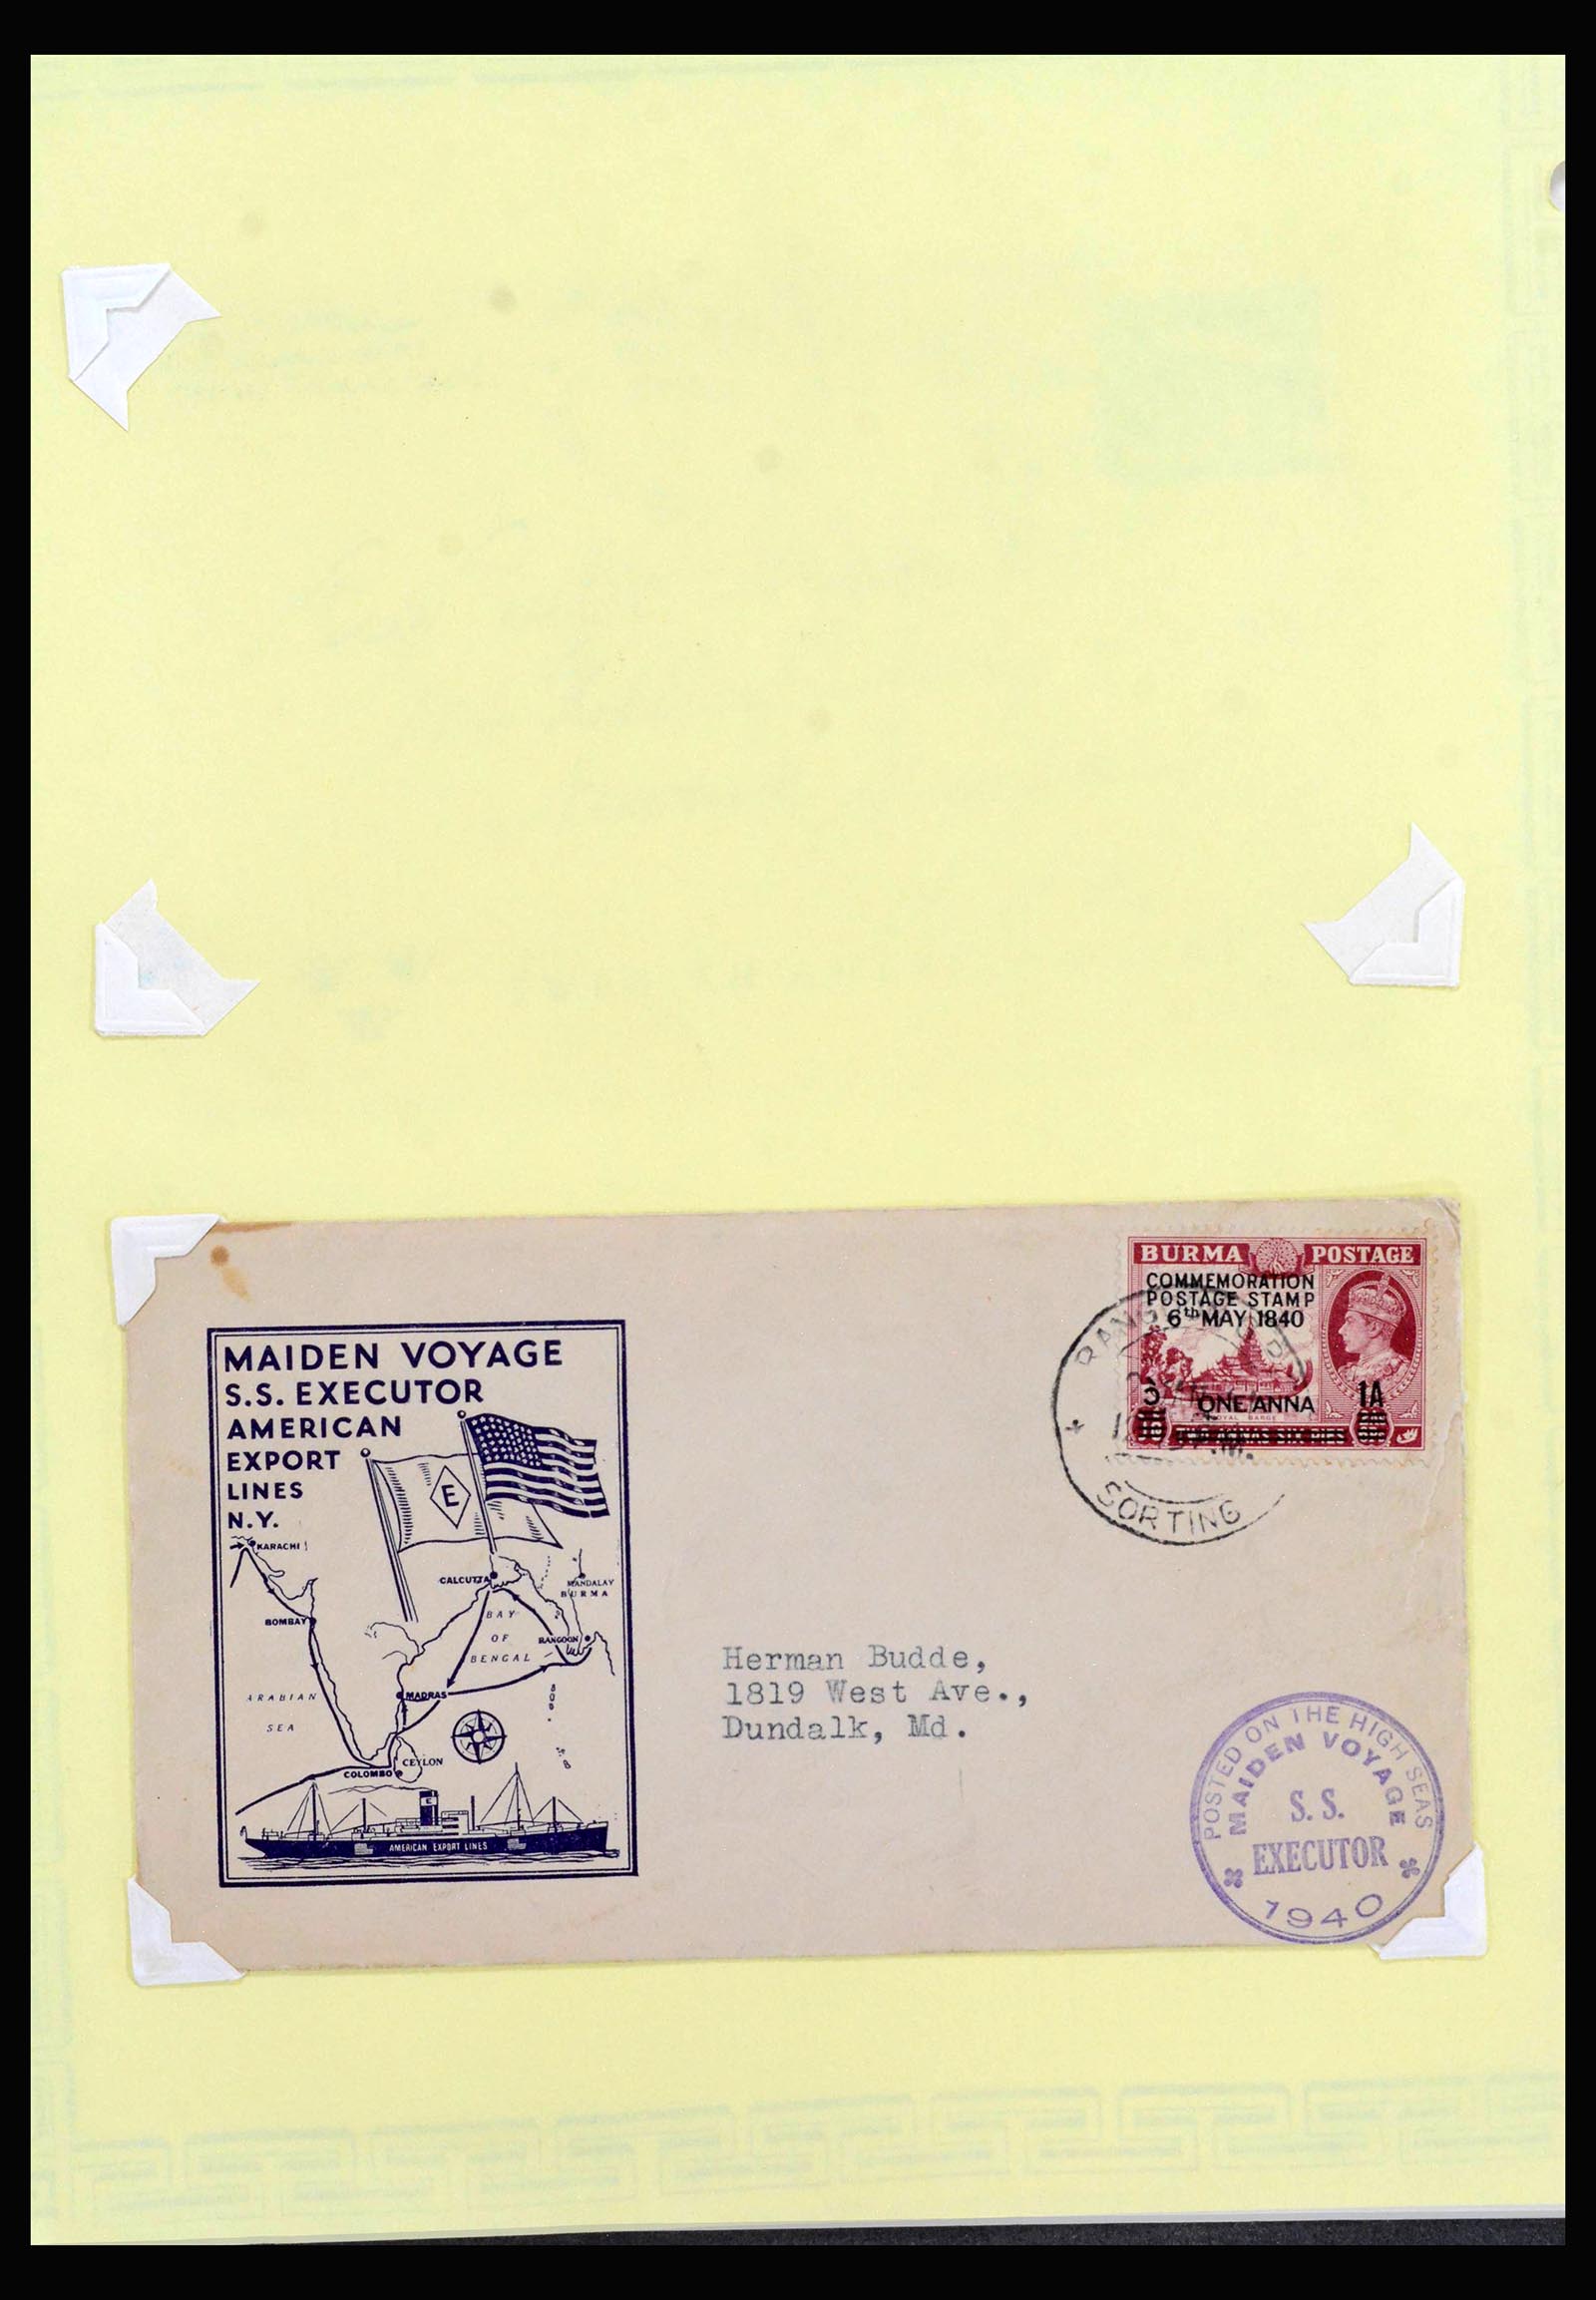 MAIDEN VOYAGE
S.S. EXECUTOR
AMERICAN
EXPORT
LINES
N.Y.
E
KARACHI
CALCUTTA
MANDALAY
BURMA
BOMBAY
BAY
OF
BENGAL
RANGOON
ARABIAN
SEA
MADRAS
CEYLON
COLOMBO
E
AMERICAN EXPORT LINES
BURMA POSTAGE
COMMEMORATION
POSTAGE STAMP
6th MAY 1840
ONE ANNA 1A
ROYAL BARGE
SORTING
Herman Budde,
1819 West Ave.,
Dundalk, Md.
POSTED ON THE HIGH SEAS
MAIDEN VOYAGE
S. S.
EXECUTOR
1940